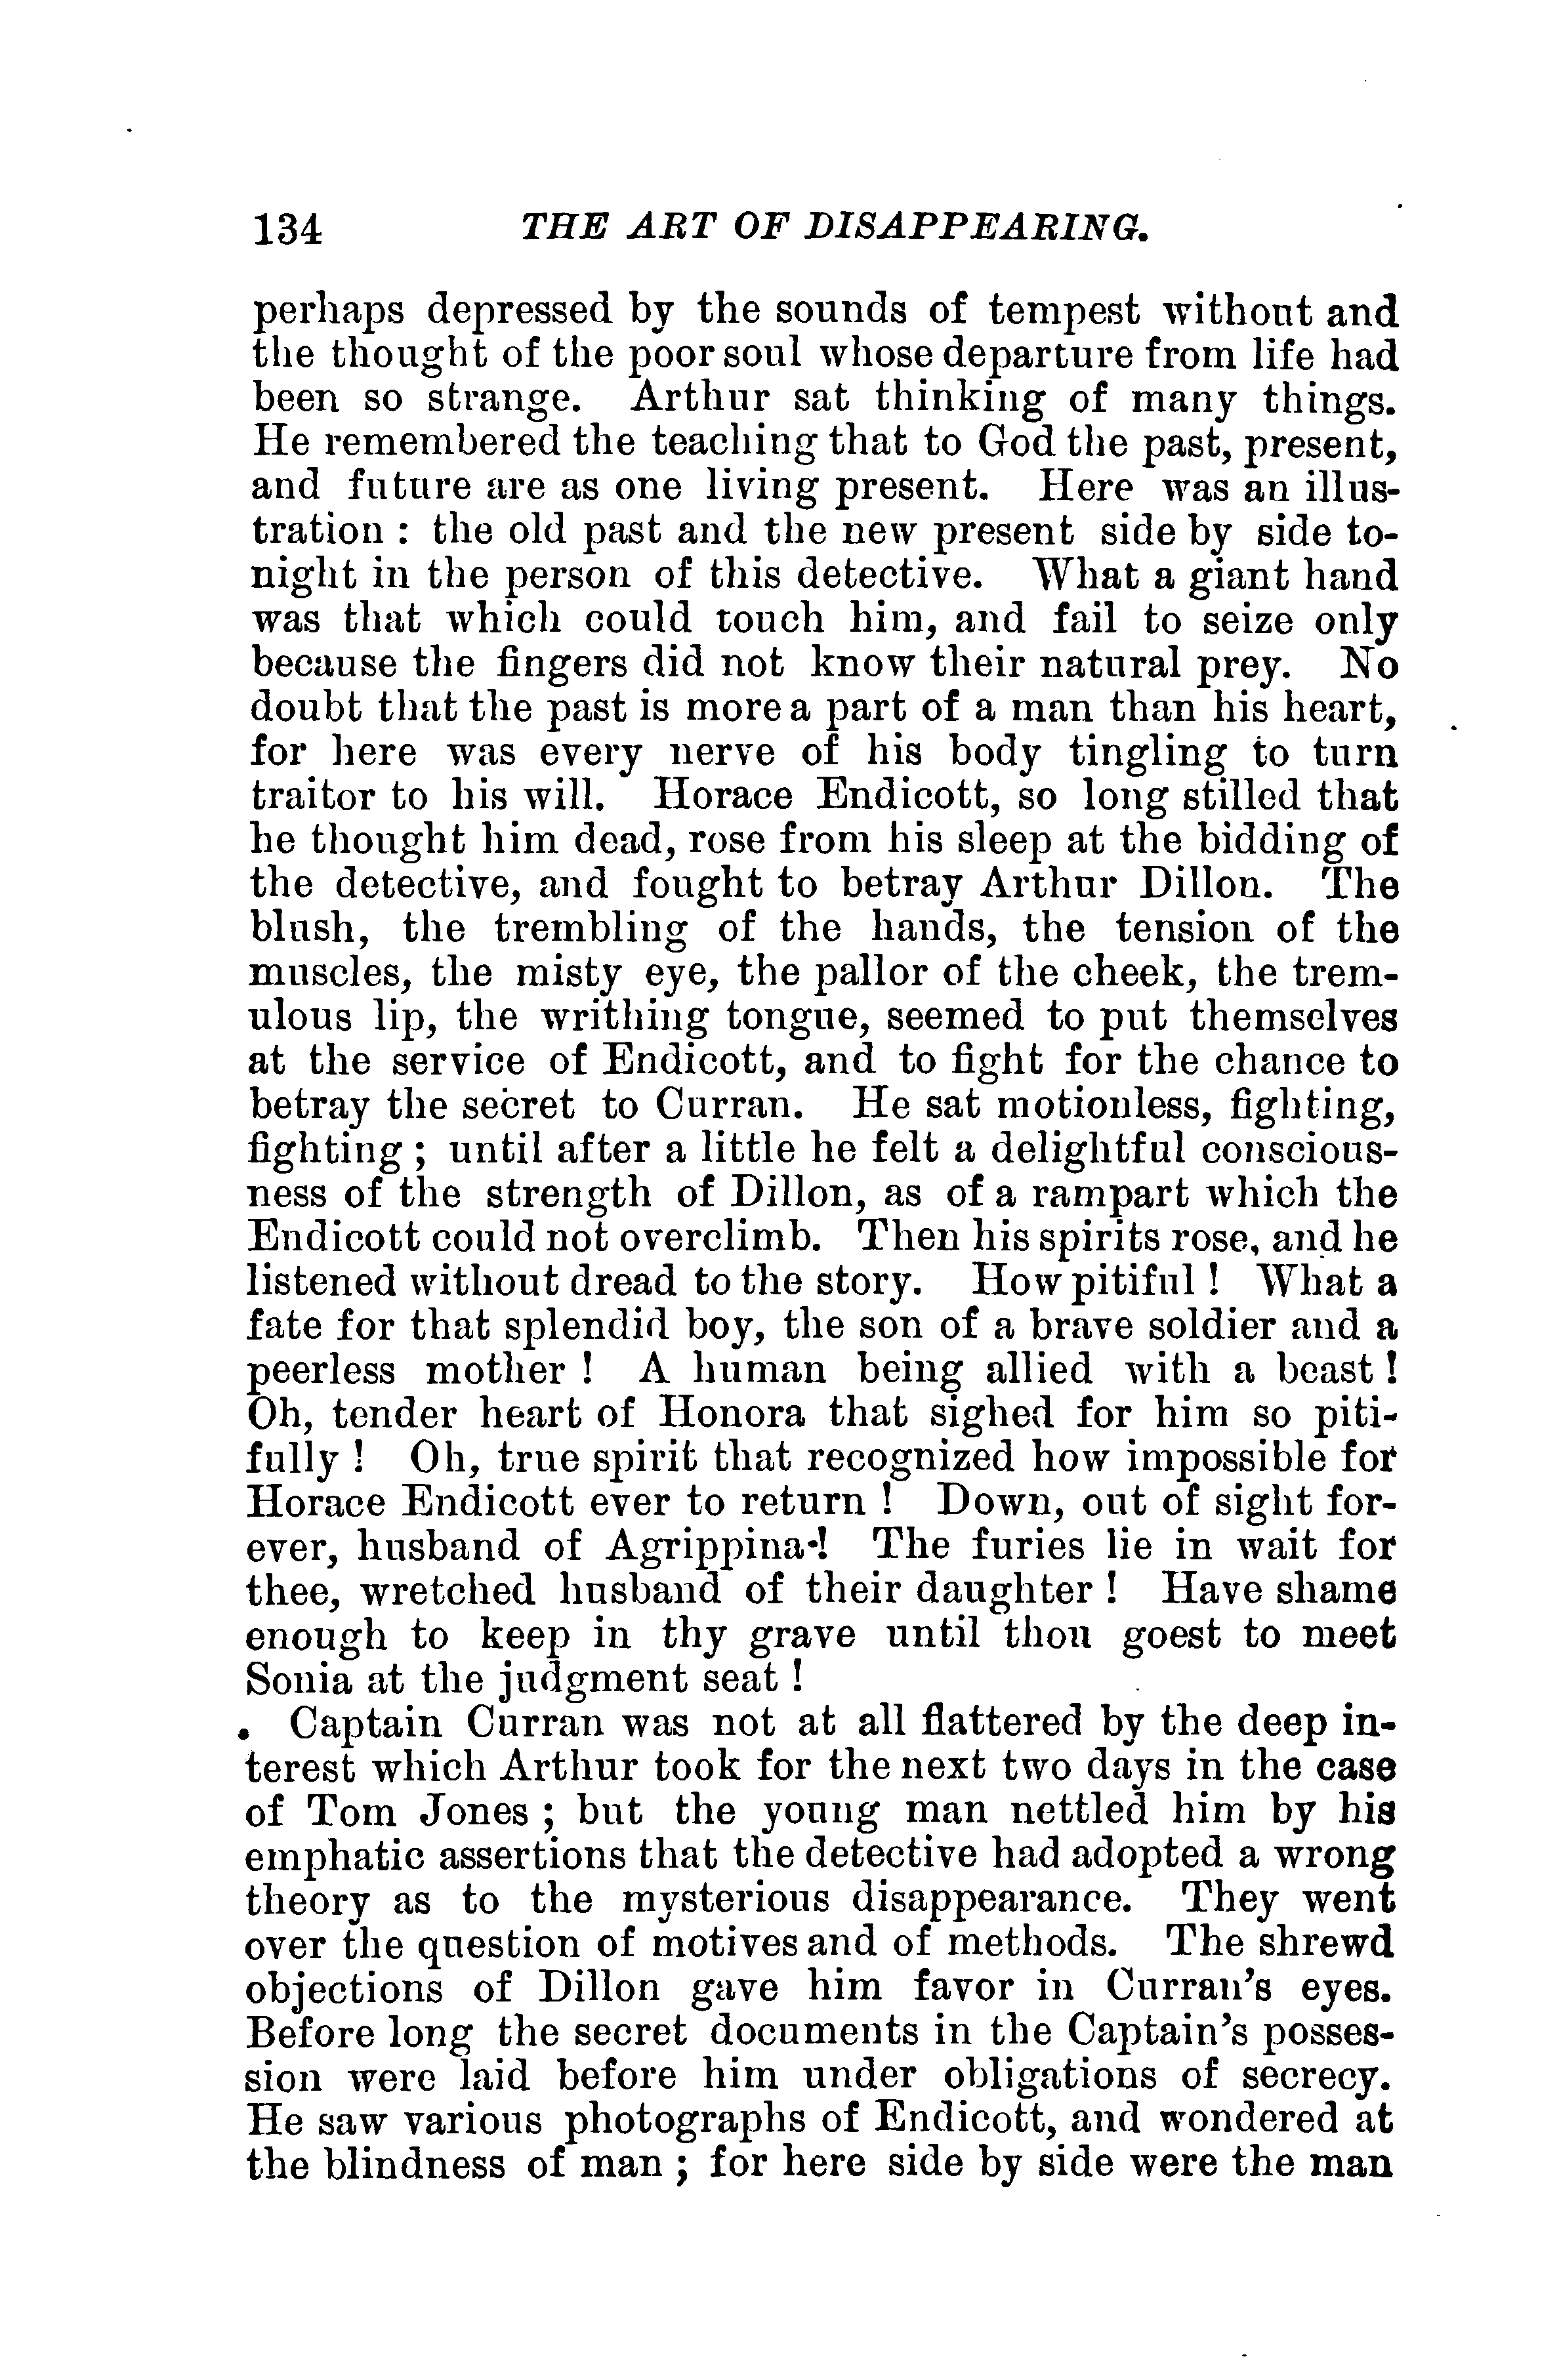 134 THE ART OF DISAPPEARING.
perhaps depressed by the sounds of tempest without and
the thought of the poor soul whose departure from life had
been so strange. Arthur sat thinking of many things.
He remembered the teaching that to God the past, present,
and future are as one living present. Here was an illus-
tration : the old past and the new present side by side to-
night in the person of this detective. What a giant hand
was that which could touch him, and fail to seize only
because the fingers did not know their natural prey. No
doubt that the past is more a part of a man than his heart,
for here was every nerve of his body tingling to turn
traitor to his will. Horace Endicott, so long stilled that
he thought him dead, rose from his sleep at the bidding of
the detective, and fought to betray Arthur Dillon. The
blush, the trembling of the hands, the tension of the
muscles, the misty eye, the pallor of the cheek, the trem-
ulous lip, the writhing tongue, seemed to put themselves
at the service of Endicott, and to fight for the chance to
betray the secret to Curran. He sat motionless, fighting,
fighting ; until after a little he felt a delightful conscious-
ness of the strength of Dillon, as of a rampart which the
Endicott could not overclimb. Then his spirits rose, and he
listened without dread to the story. How pitiful ! What a
fate for that splendid boy, the son of a brave soldier and a
peerless mother ! A human being allied with a beast !
Oh, tender heart of Honora that sighed for him so piti-
fully ! Oh, true spirit that recognized how impossible for
Horace Endicott ever to return ! Down, out of sight for-
ever, husband of Agrippina ! The furies lie in wait for
thee, wretched husband of their daughter ! Have shame
enough to keep in thy grave until thou goest to meet
Sonia at the judgment seat !
Captain Curran was not at all flattered by the deep in-
terest which Arthur took for the next two days in the case
of Tom Jones ; but the young man nettled him by his
emphatic assertions that the detective had adopted a wrong
theory as to the mysterious disappearance. They went
over the question of motives and of methods. The shrewd
objections of Dillon gave him favor in Curran's eyes.
Before long the secret documents in the Captain's posses-
sion were laid before him under obligations of secrecy.
He saw various photographs of Endicott, and wondered at
the blindness of man ; for here side by side were the man